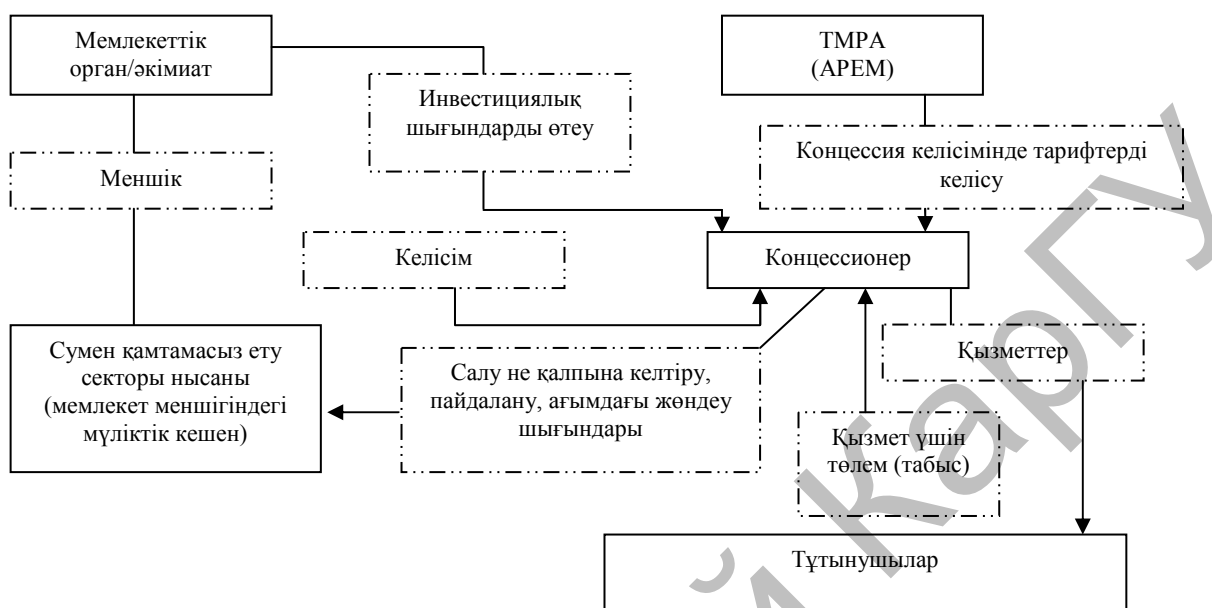 Мемлекеттік
орган/әкімиат
ТМРА
(АРЕМ)
Инвестициялық
шығындарды өтеу
Концессия келісімінде тарифтерді
келісу
Меншік
Келісім
Концессионер
Сумен қамтамасыз ету
секторы нысаны
(мемлекет меншігіндегі
мүліктік кешен)
Салу не қалпына келтіру,
пайдалану, ағымдағы жөндеу
шығындары
Қызметтер
Қызмет үшін
төлем (табыс)
Тұтынушылар
й КарГУ